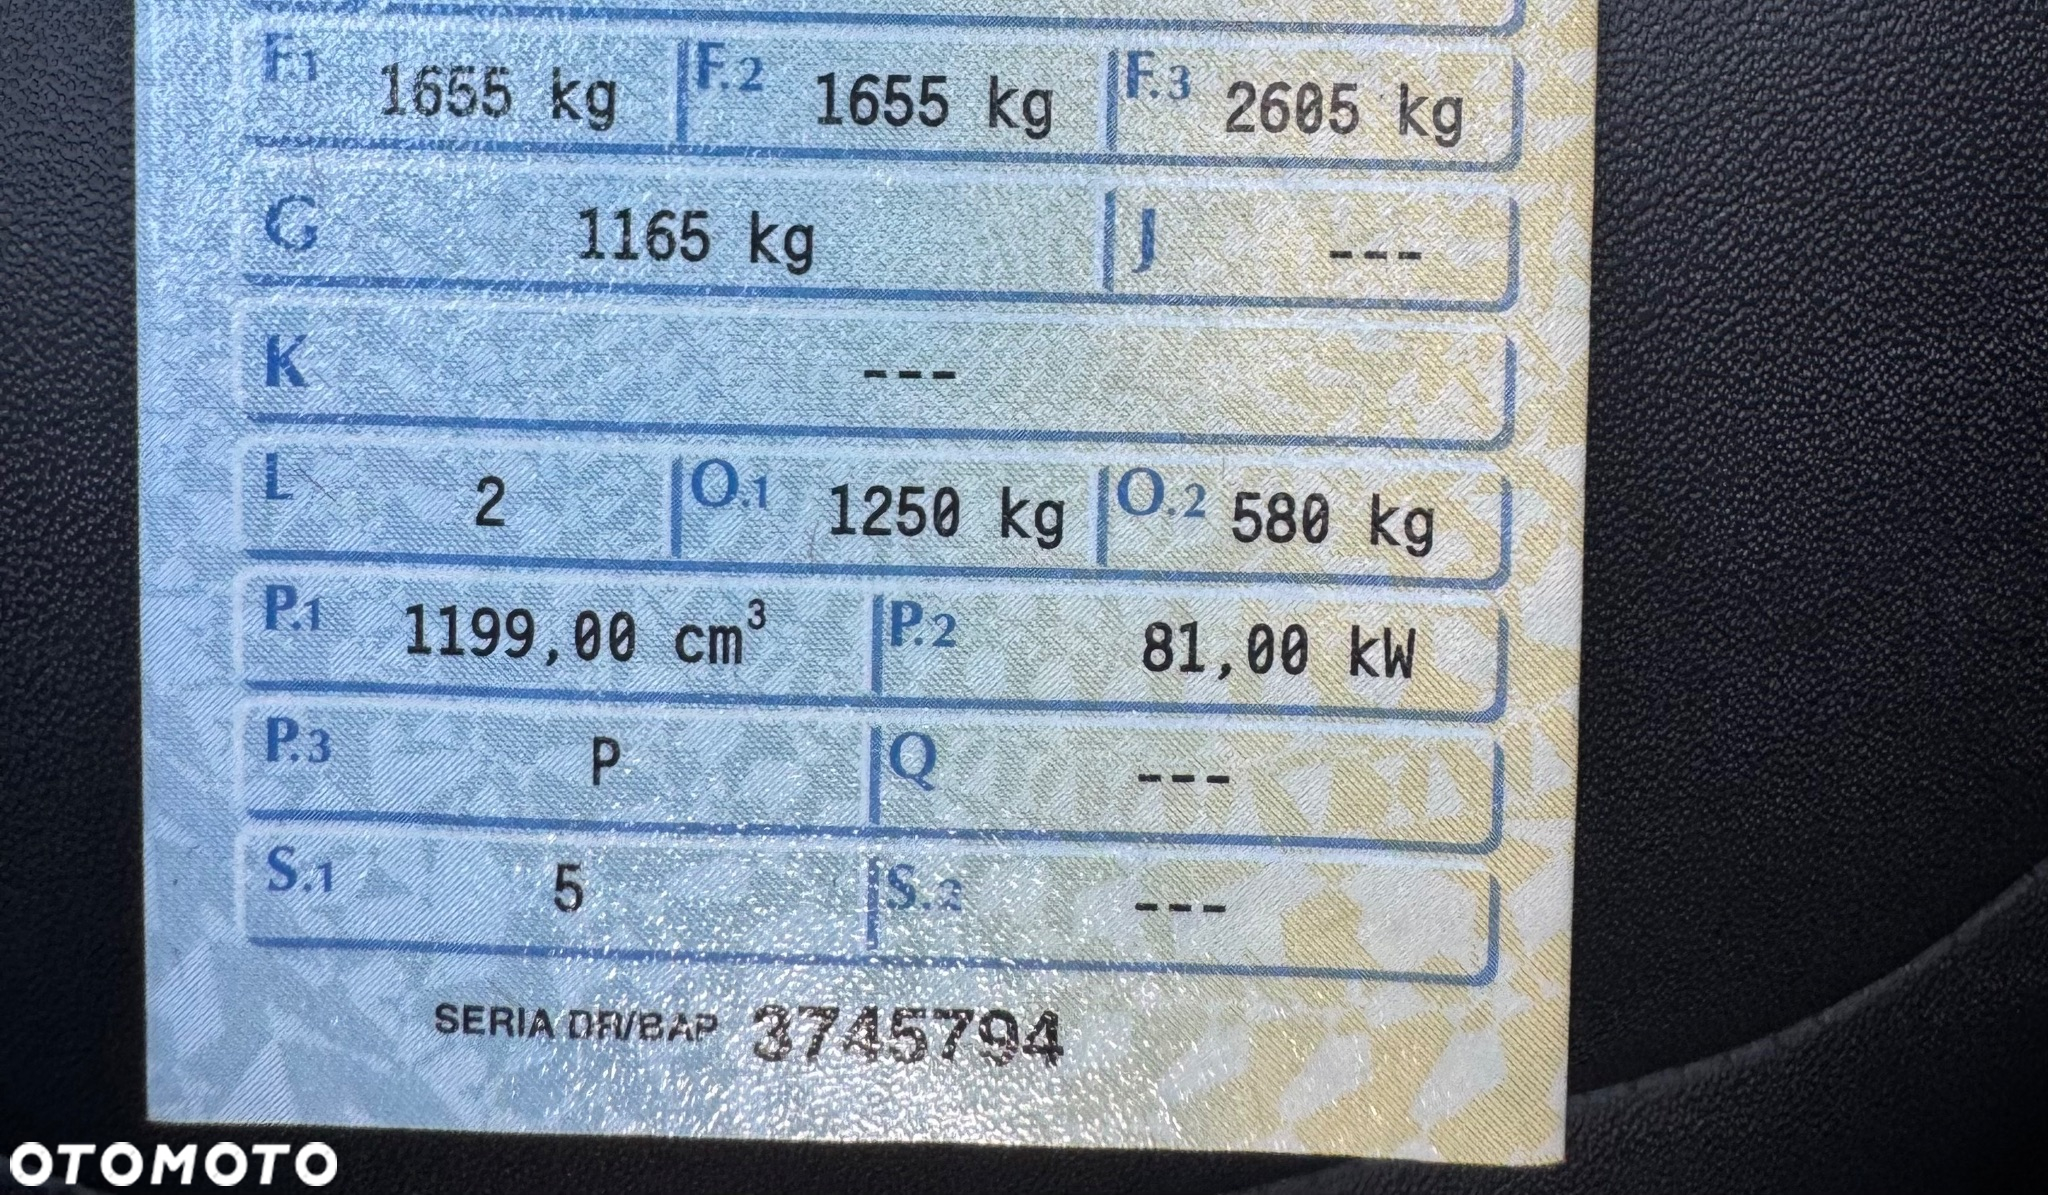 F.1 1655 kg F.2 1655 kg F.3 2605 kg
G 1165 kg J ---
K ---
L 2 O.1 1250 kg O.2 580 kg
P.1 1199,00 cm³ P.2 81,00 kW
P.3 P Q ---
S.1 5 S.2 ---
SERIA DR/BAP 3745794
OTOMOTO